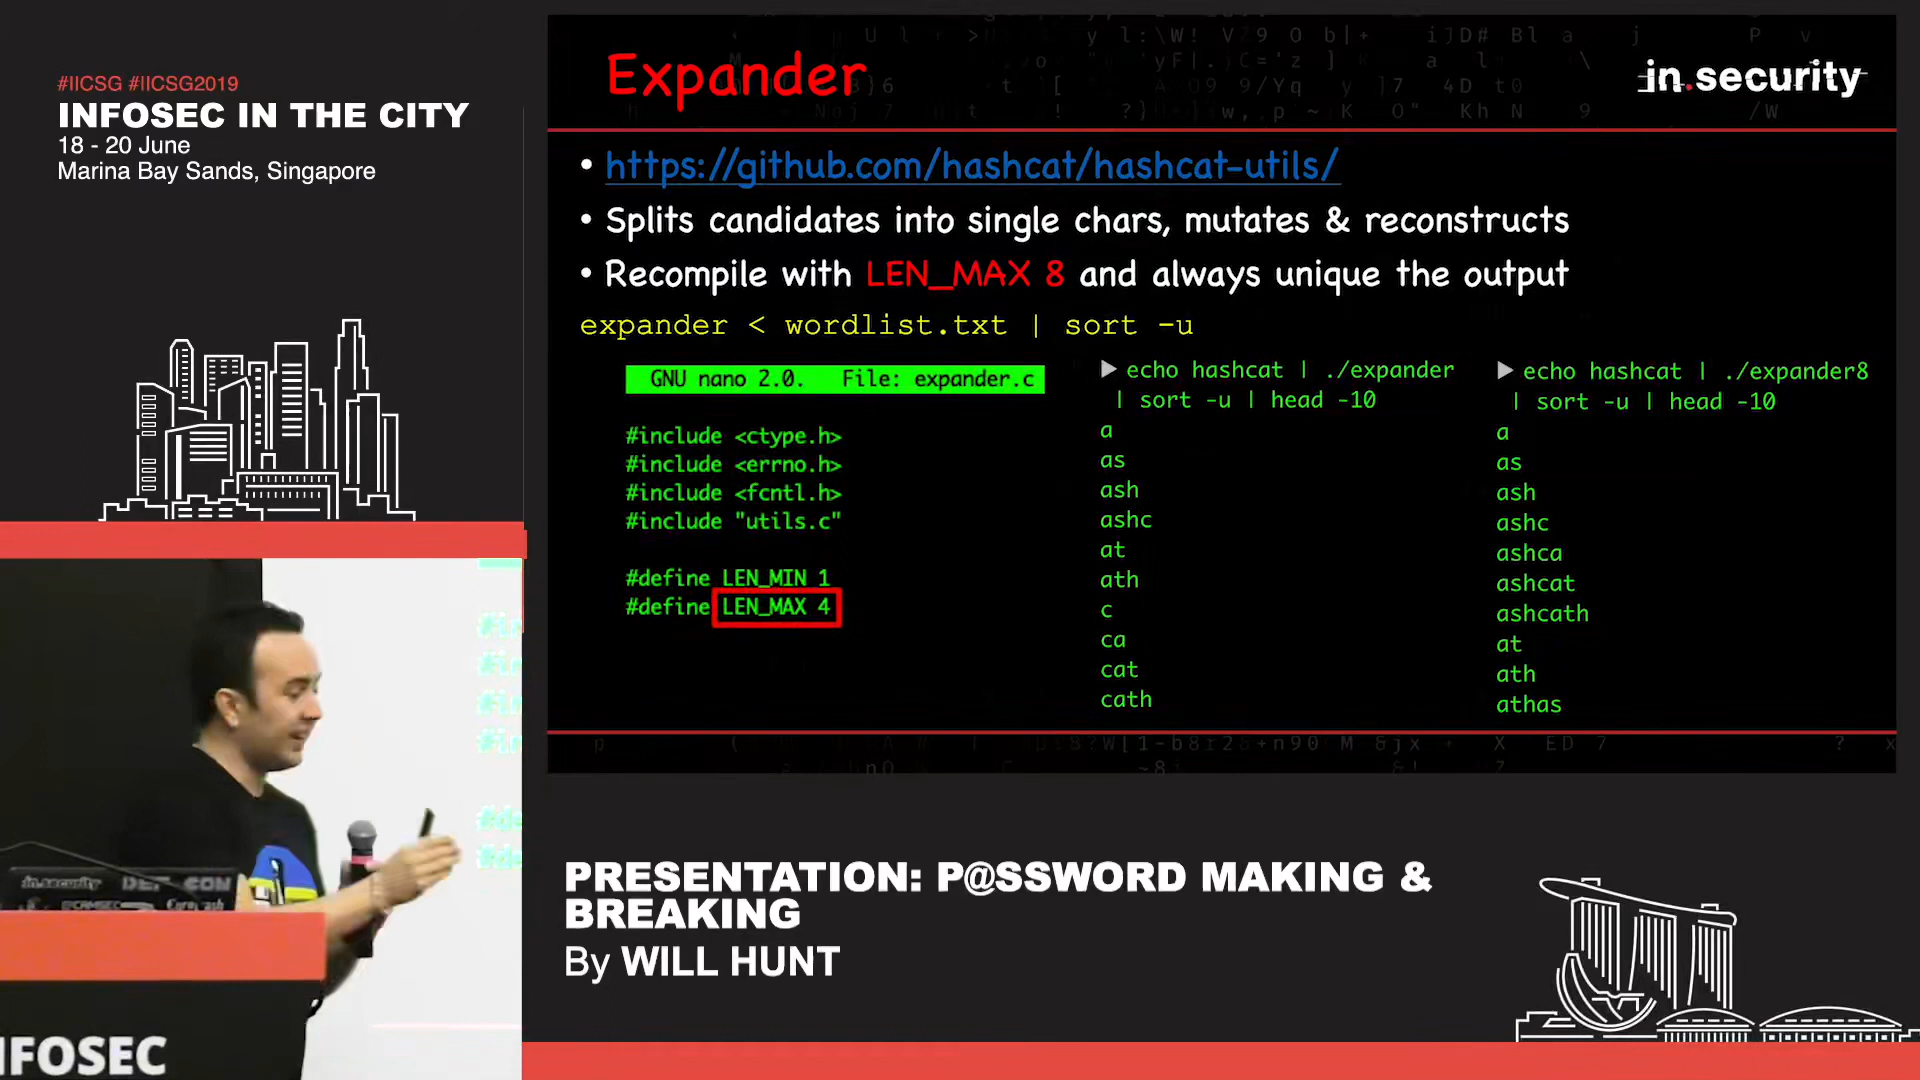 #IICSG #IICSG2019
INFOSEC IN THE CITY
18 - 20 June
Marina Bay Sands, Singapore
Expander
in.security
• https://github.com/hashcat/hashcat-utils/
• Splits candidates into single chars, mutates & reconstructs
• Recompile with LEN_MAX 8 and always unique the output
expander < wordlist.txt | sort -u
GNU nano 2.0. File: expander.c
#include <ctype.h>
#include <errno.h>
#include <fcntl.h>
#include "utils.c"
#define LEN_MIN 1
#define LEN_MAX 4
echo hashcat | ./expander
| sort -u | head -10
a
as
ash
ashc
at
ath
c
ca
cat
cath
echo hashcat | ./expander8
| sort -u | head -10
a
as
ash
ashc
ashca
ashcat
ashcath
at
ath
athas
in.security
DEF CON
NFOSEC
PRESENTATION: P@SSWORD MAKING &
BREAKING
By WILL HUNT